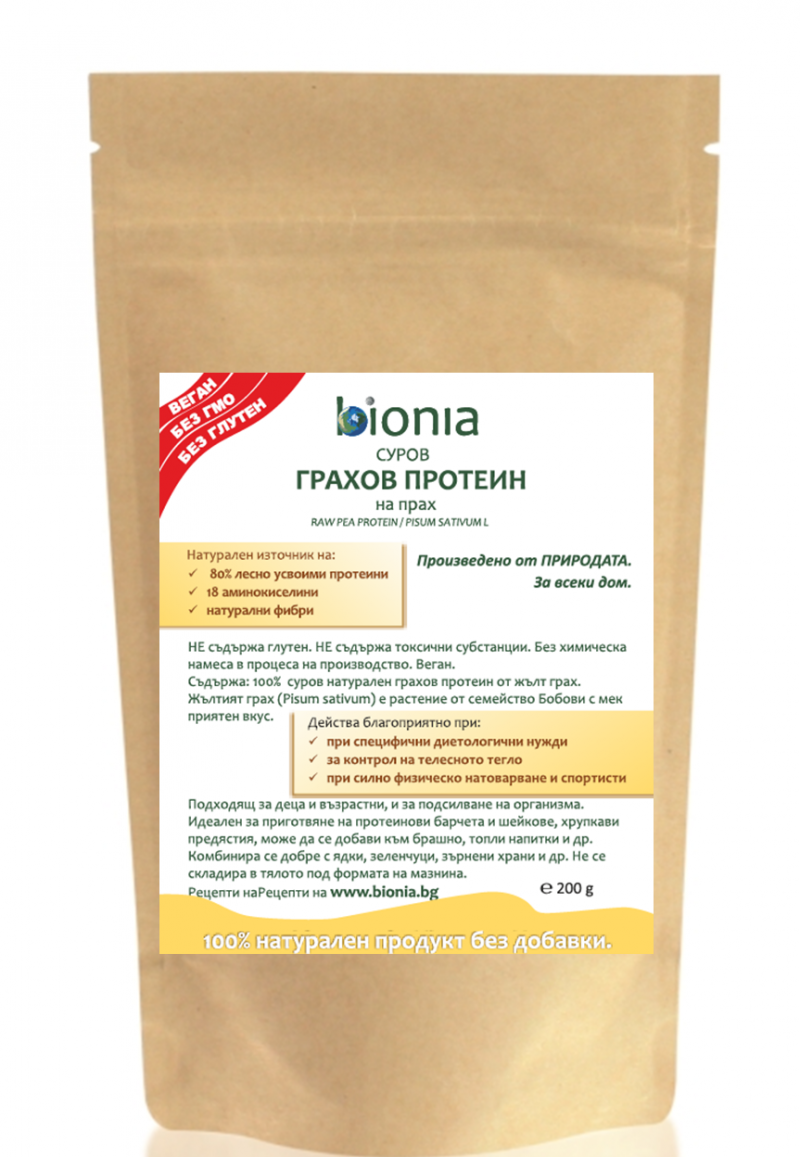 ВЕГАН
БЕЗ ГМО
БЕЗ ГЛУТЕН
bionia
СУРОВ
ГРАХОВ ПРОТЕИН
на прах
RAW PEA PROTEIN / PISUM SATIVUM L
Натурален източник на:
✓ 80% лесно усвоими протеини
✓ 18 аминокиселини
✓ натурални фибри
Произведено от ПРИРОДАТА.
За всеки дом.
НЕ съдържа глутен. НЕ съдържа токсични субстанции. Без химическа
намеса в процеса на производство. Веган.
Съдържа: 100% суров натурален грахов протеин от жълт грах.
Жълтият грах (Pisum sativum) е растение от семейство Бобови с мек
приятен вкус.
Действа благоприятно при:
✓ при специфични диетологични нужди
✓ за контрол на телесното тегло
✓ при силно физическо натоварване и спортисти
Подходящ за деца и възрастни, и за подсилване на организма.
Идеален за приготвяне на протеинови барчета и шейкове, хрупкави
предястия, може да се добави към брашно, топли напитки и др.
Комбинира се добре с ядки, зеленчуци, зърнени храни и др. Не се
складира в тялото под формата на мазнина.
Рецепти наРецепти на www.bionia.bg
℮ 200 g
100% натурален продукт без добавки.